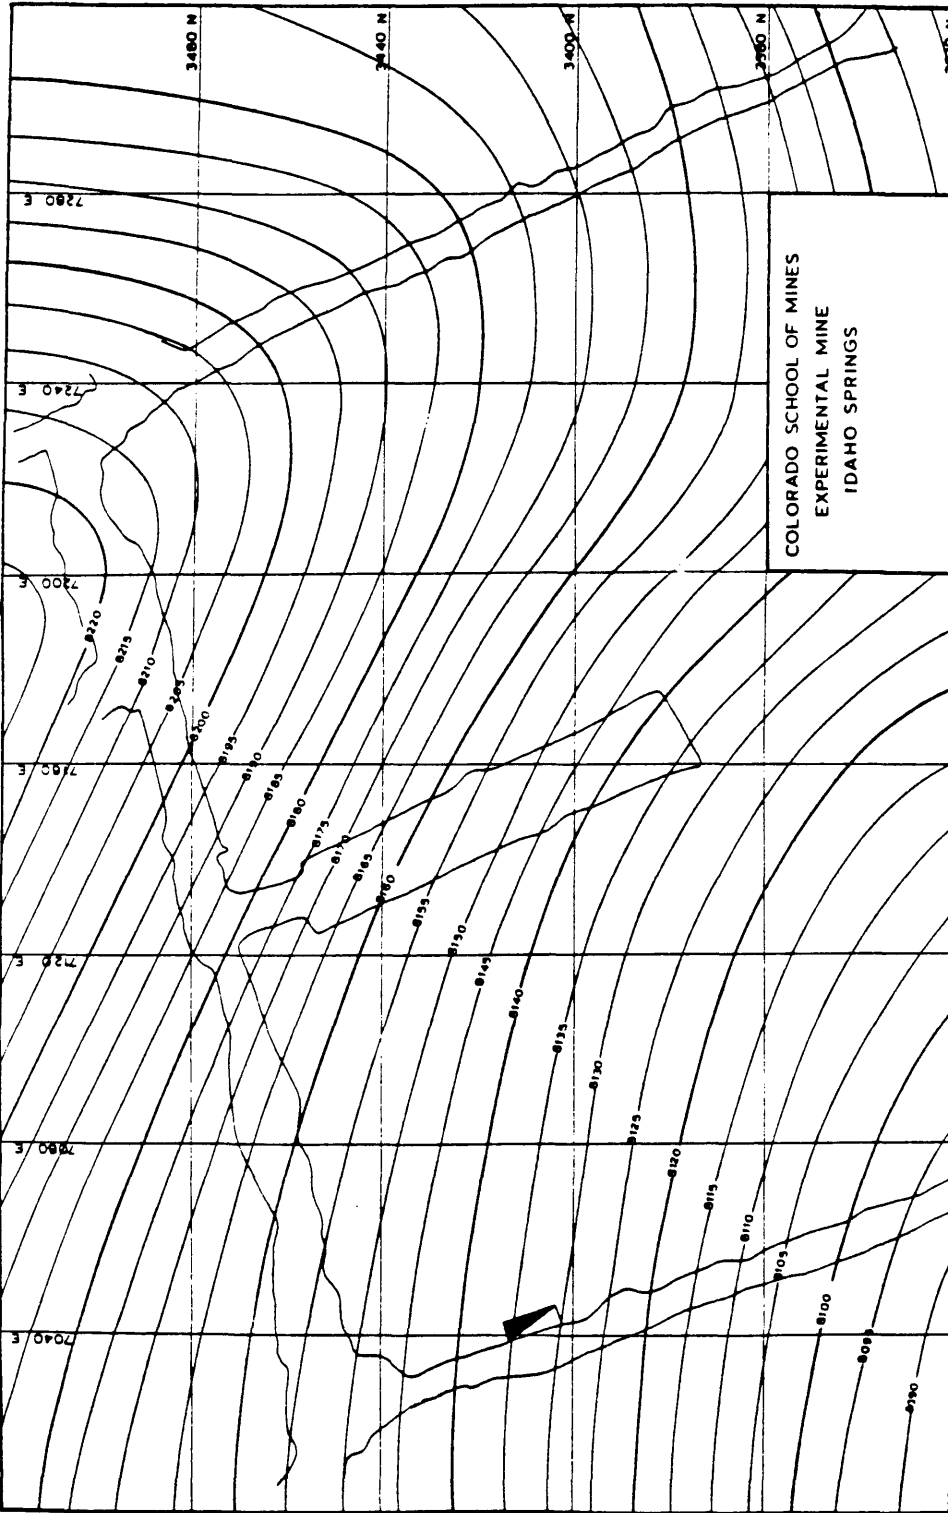 3480 N
3440 N
3400 N
7280 E
7240 E
7200 E
7160 E
7120 E
7080 E
7040 E
8220
8215
8210
8205
8200
8195
8190
8185
8180
8175
8170
8165
8160
8155
8150
8145
8140
8135
8130
8125
8120
8115
8110
8105
8100
8095
8090
COLORADO SCHOOL OF MINES
EXPERIMENTAL MINE
IDAHO SPRINGS